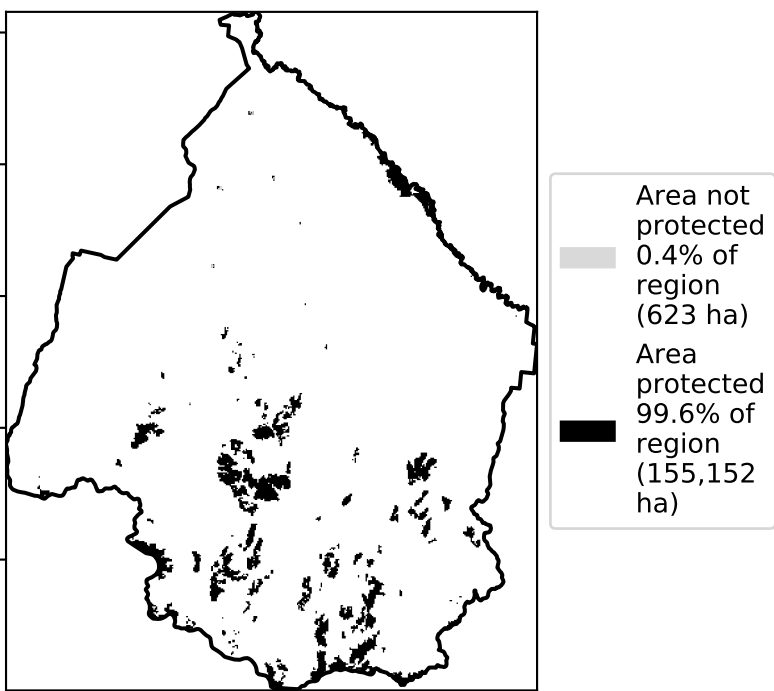 Area not
protected
0.4% of
region
(623 ha)
Area
protected
99.6% of
region
(155,152
ha)